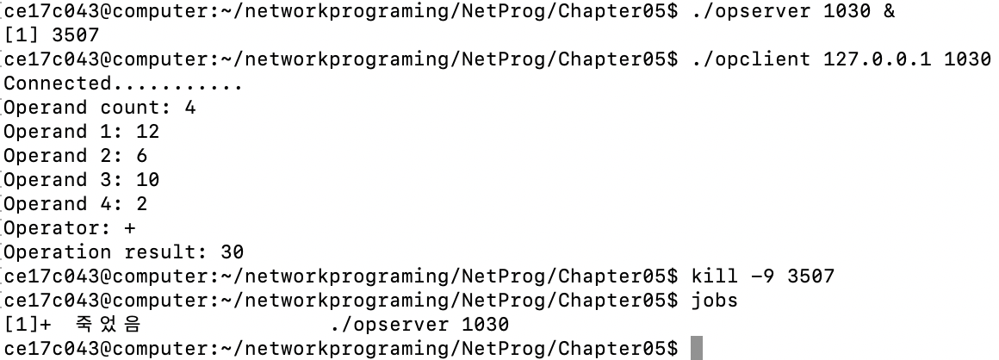 ce17c043@computer:~/networkprograming/NetProg/Chapter05$ ./opserver 1030 &
[1] 3507
ce17c043@computer:~/networkprograming/NetProg/Chapter05$ ./opclient 127.0.0.1 1030
Connected...........
Operand count: 4
Operand 1: 12
Operand 2: 6
Operand 3: 10
Operand 4: 2
Operator: +
Operation result: 30
ce17c043@computer:~/networkprograming/NetProg/Chapter05$ kill -9 3507
ce17c043@computer:~/networkprograming/NetProg/Chapter05$ jobs
[1]+  죽었음                  ./opserver 1030
ce17c043@computer:~/networkprograming/NetProg/Chapter05$